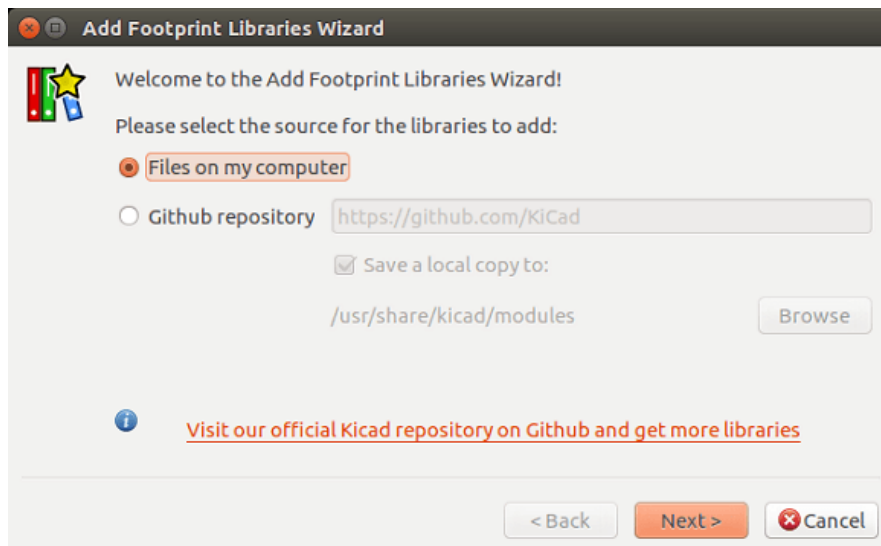 Add Footprint Libraries Wizard
Welcome to the Add Footprint Libraries Wizard!
Please select the source for the libraries to add:
Files on my computer
Github repository https://github.com/KiCad
Save a local copy to:
/usr/share/kicad/modules Browse
Visit our official Kicad repository on Github and get more libraries
< Back Next > Cancel